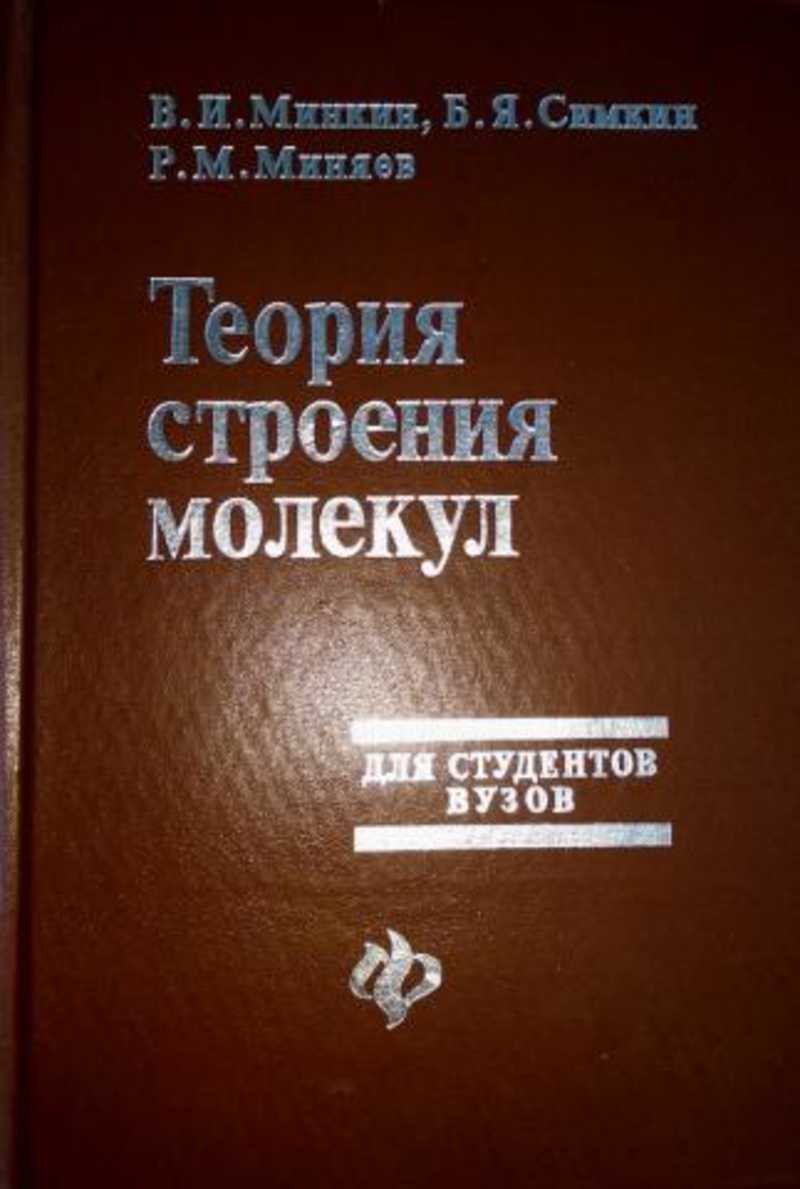 В.И.Минкин, Б.Я.Симкин
Р.М.Миняев
Теория
строения
молекул
ДЛЯ СТУДЕНТОВ
ВУЗОВ